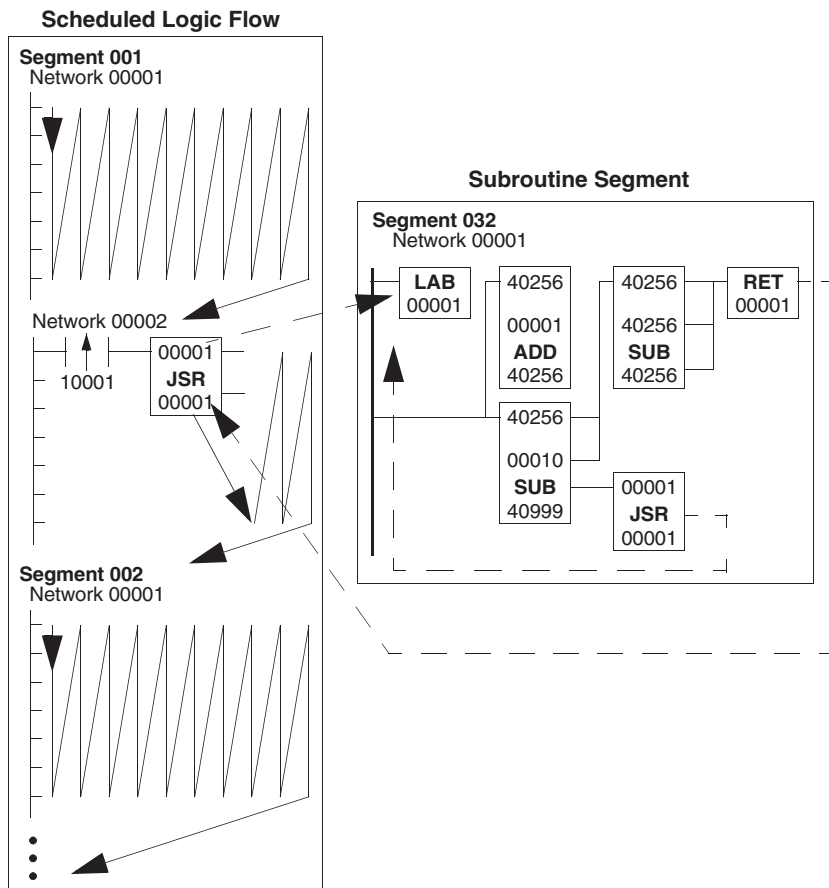 Scheduled Logic Flow
Segment 001
Network 00001
Network 00002
10001
00001
JSR
00001
Segment 002
Network 00001
Subroutine Segment
Segment 032
Network 00001
LAB
00001
40256
00001
ADD
40256
40256
40256
SUB
40256
RET
00001
40256
00010
SUB
40999
00001
JSR
00001